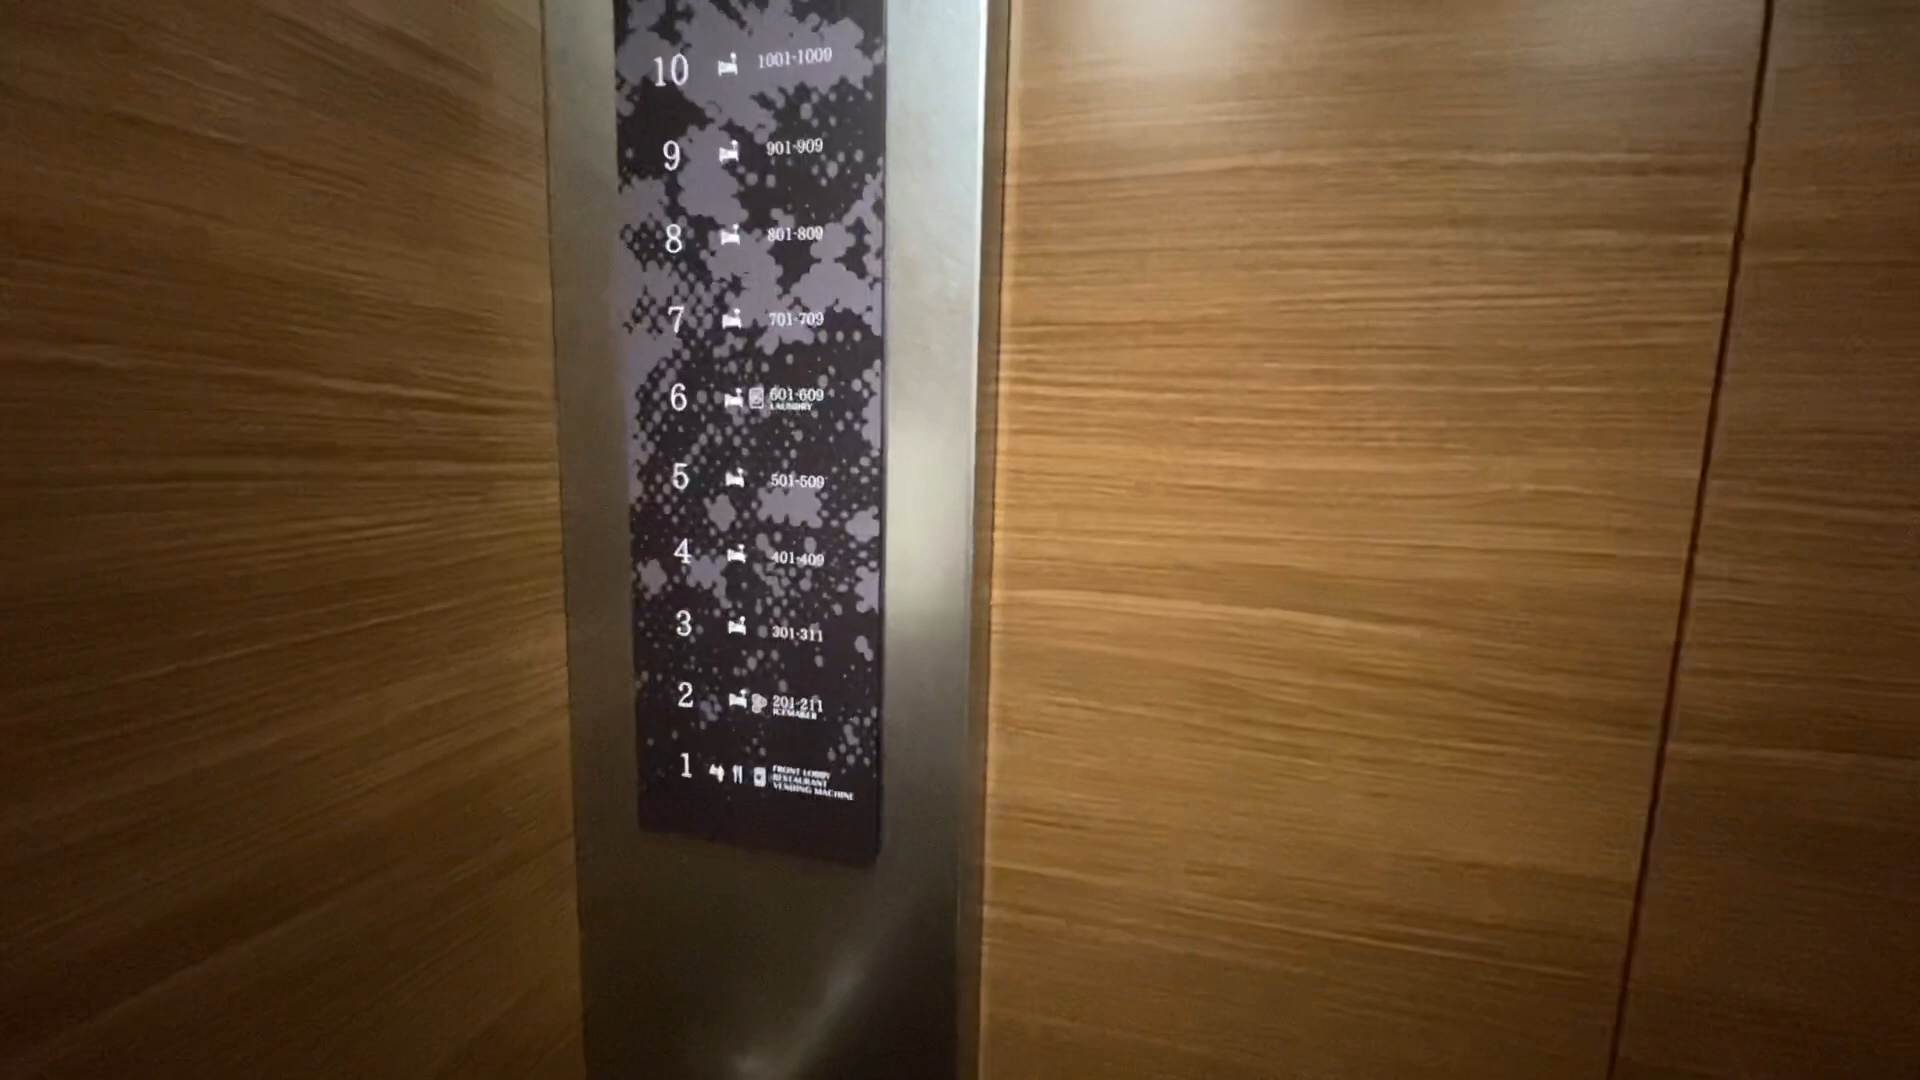 10 1001-1009
9 901-909
8 801-809
7 701-709
6 601-609
LAUNDRY
5 501-509
4 401-409
3 301-311
2 201-211
ICEMAKER
1 FRONT LOBBY
RESTAURANT
VENDING MACHINE